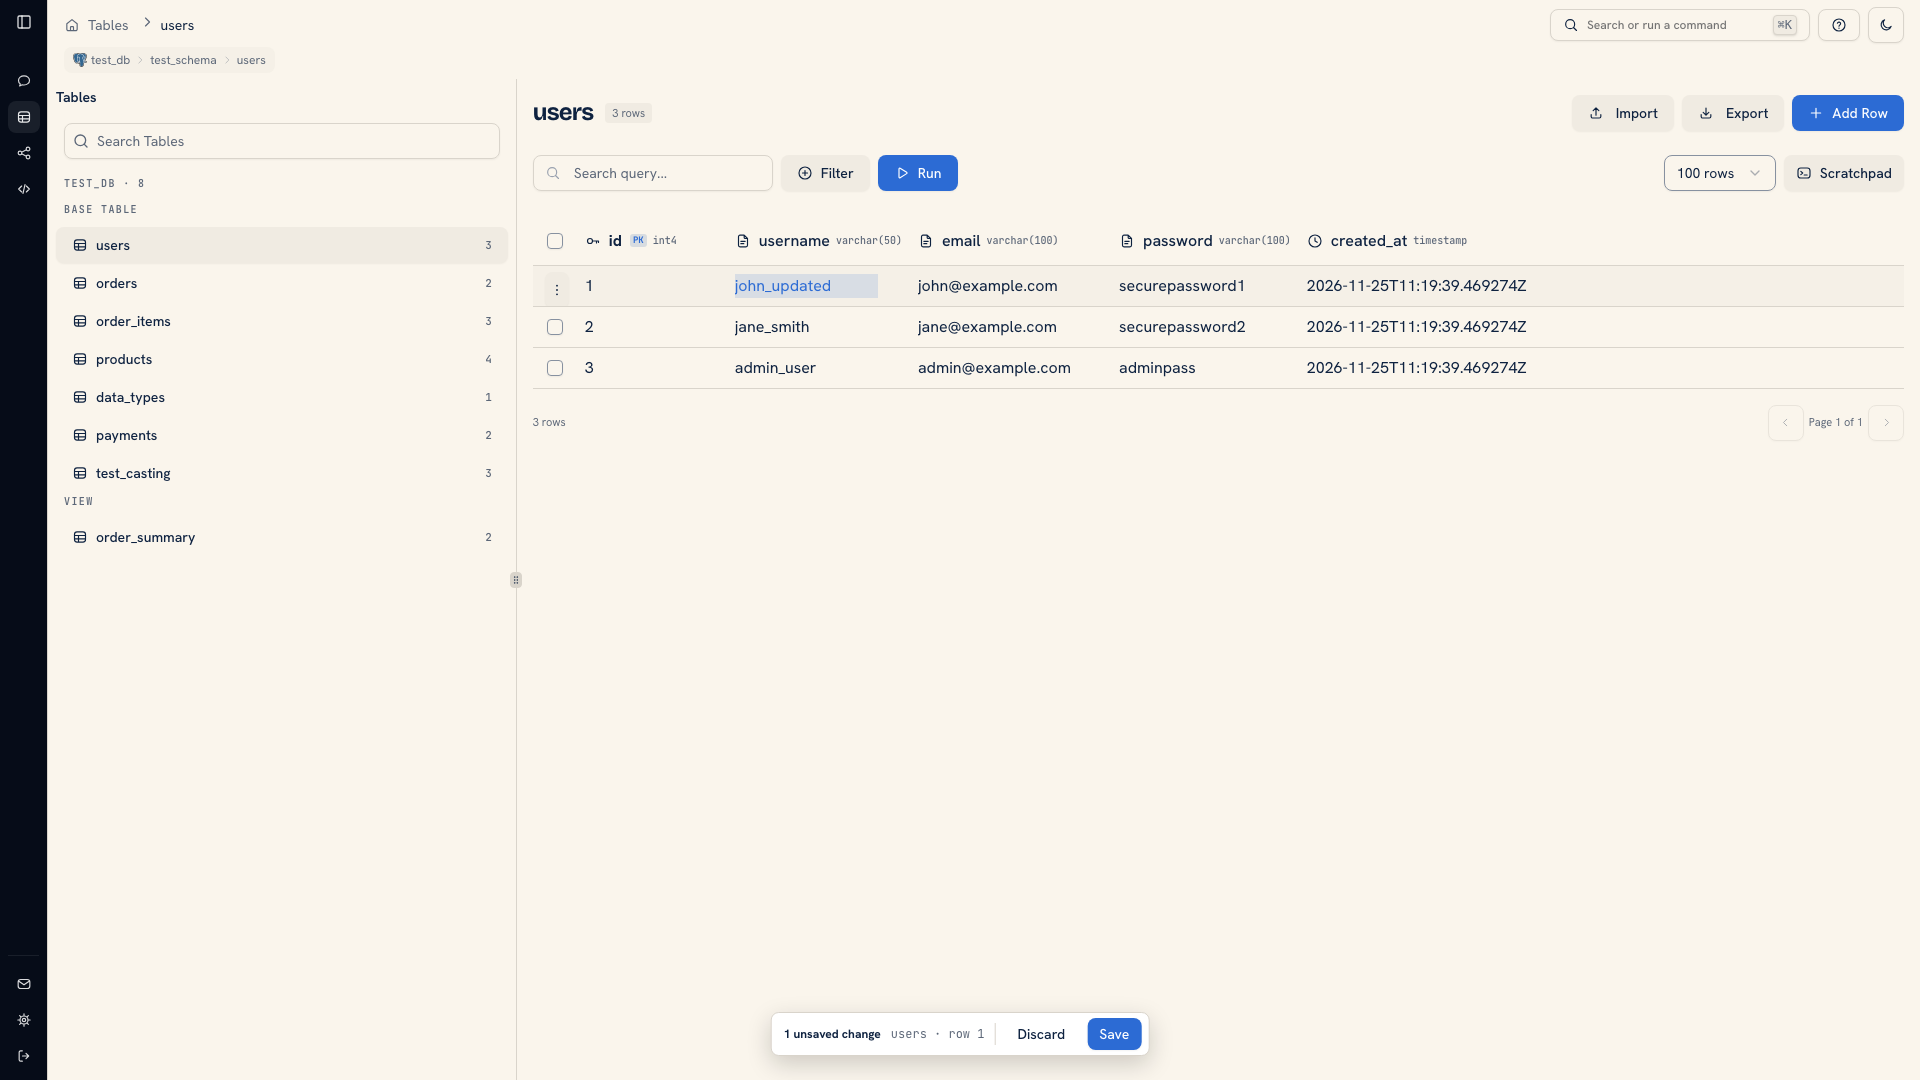 Tables > users
Search or run a command ⌘K
test_db > test_schema > users
Tables
Search Tables
TEST_DB · 8
BASE TABLE
users 3
orders 2
order_items 3
products 4
data_types 1
payments 2
test_casting 3
VIEW
order_summary 2
users 3 rows
Import
Export
Add Row
Search query...
Filter
Run
100 rows
Scratchpad
id PK int4 username varchar(50) email varchar(100) password varchar(100) created_at timestamp
1 john_updated john@example.com securepassword1 2026-11-25T11:19:39.469274Z
2 jane_smith jane@example.com securepassword2 2026-11-25T11:19:39.469274Z
3 admin_user admin@example.com adminpass 2026-11-25T11:19:39.469274Z
3 rows
Page 1 of 1
1 unsaved change users · row 1 Discard Save